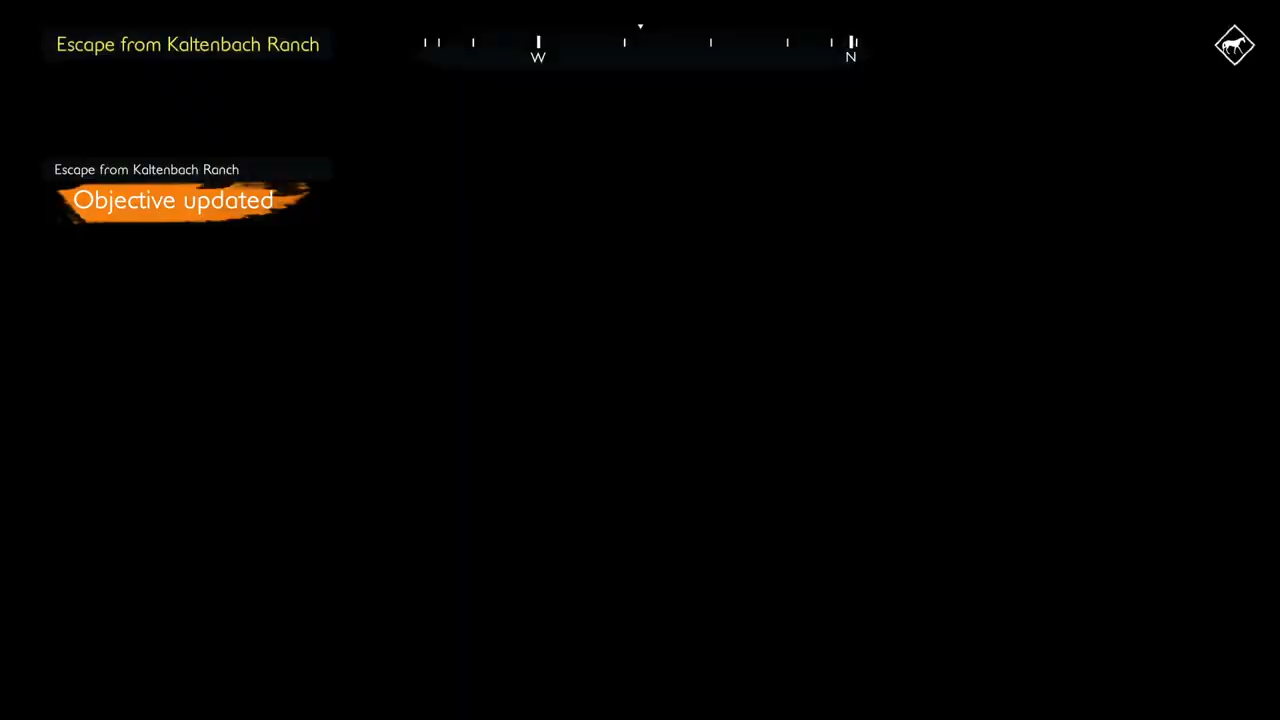 Escape from Kaltenbach Ranch
W
N
Escape from Kaltenbach Ranch
Objective updated